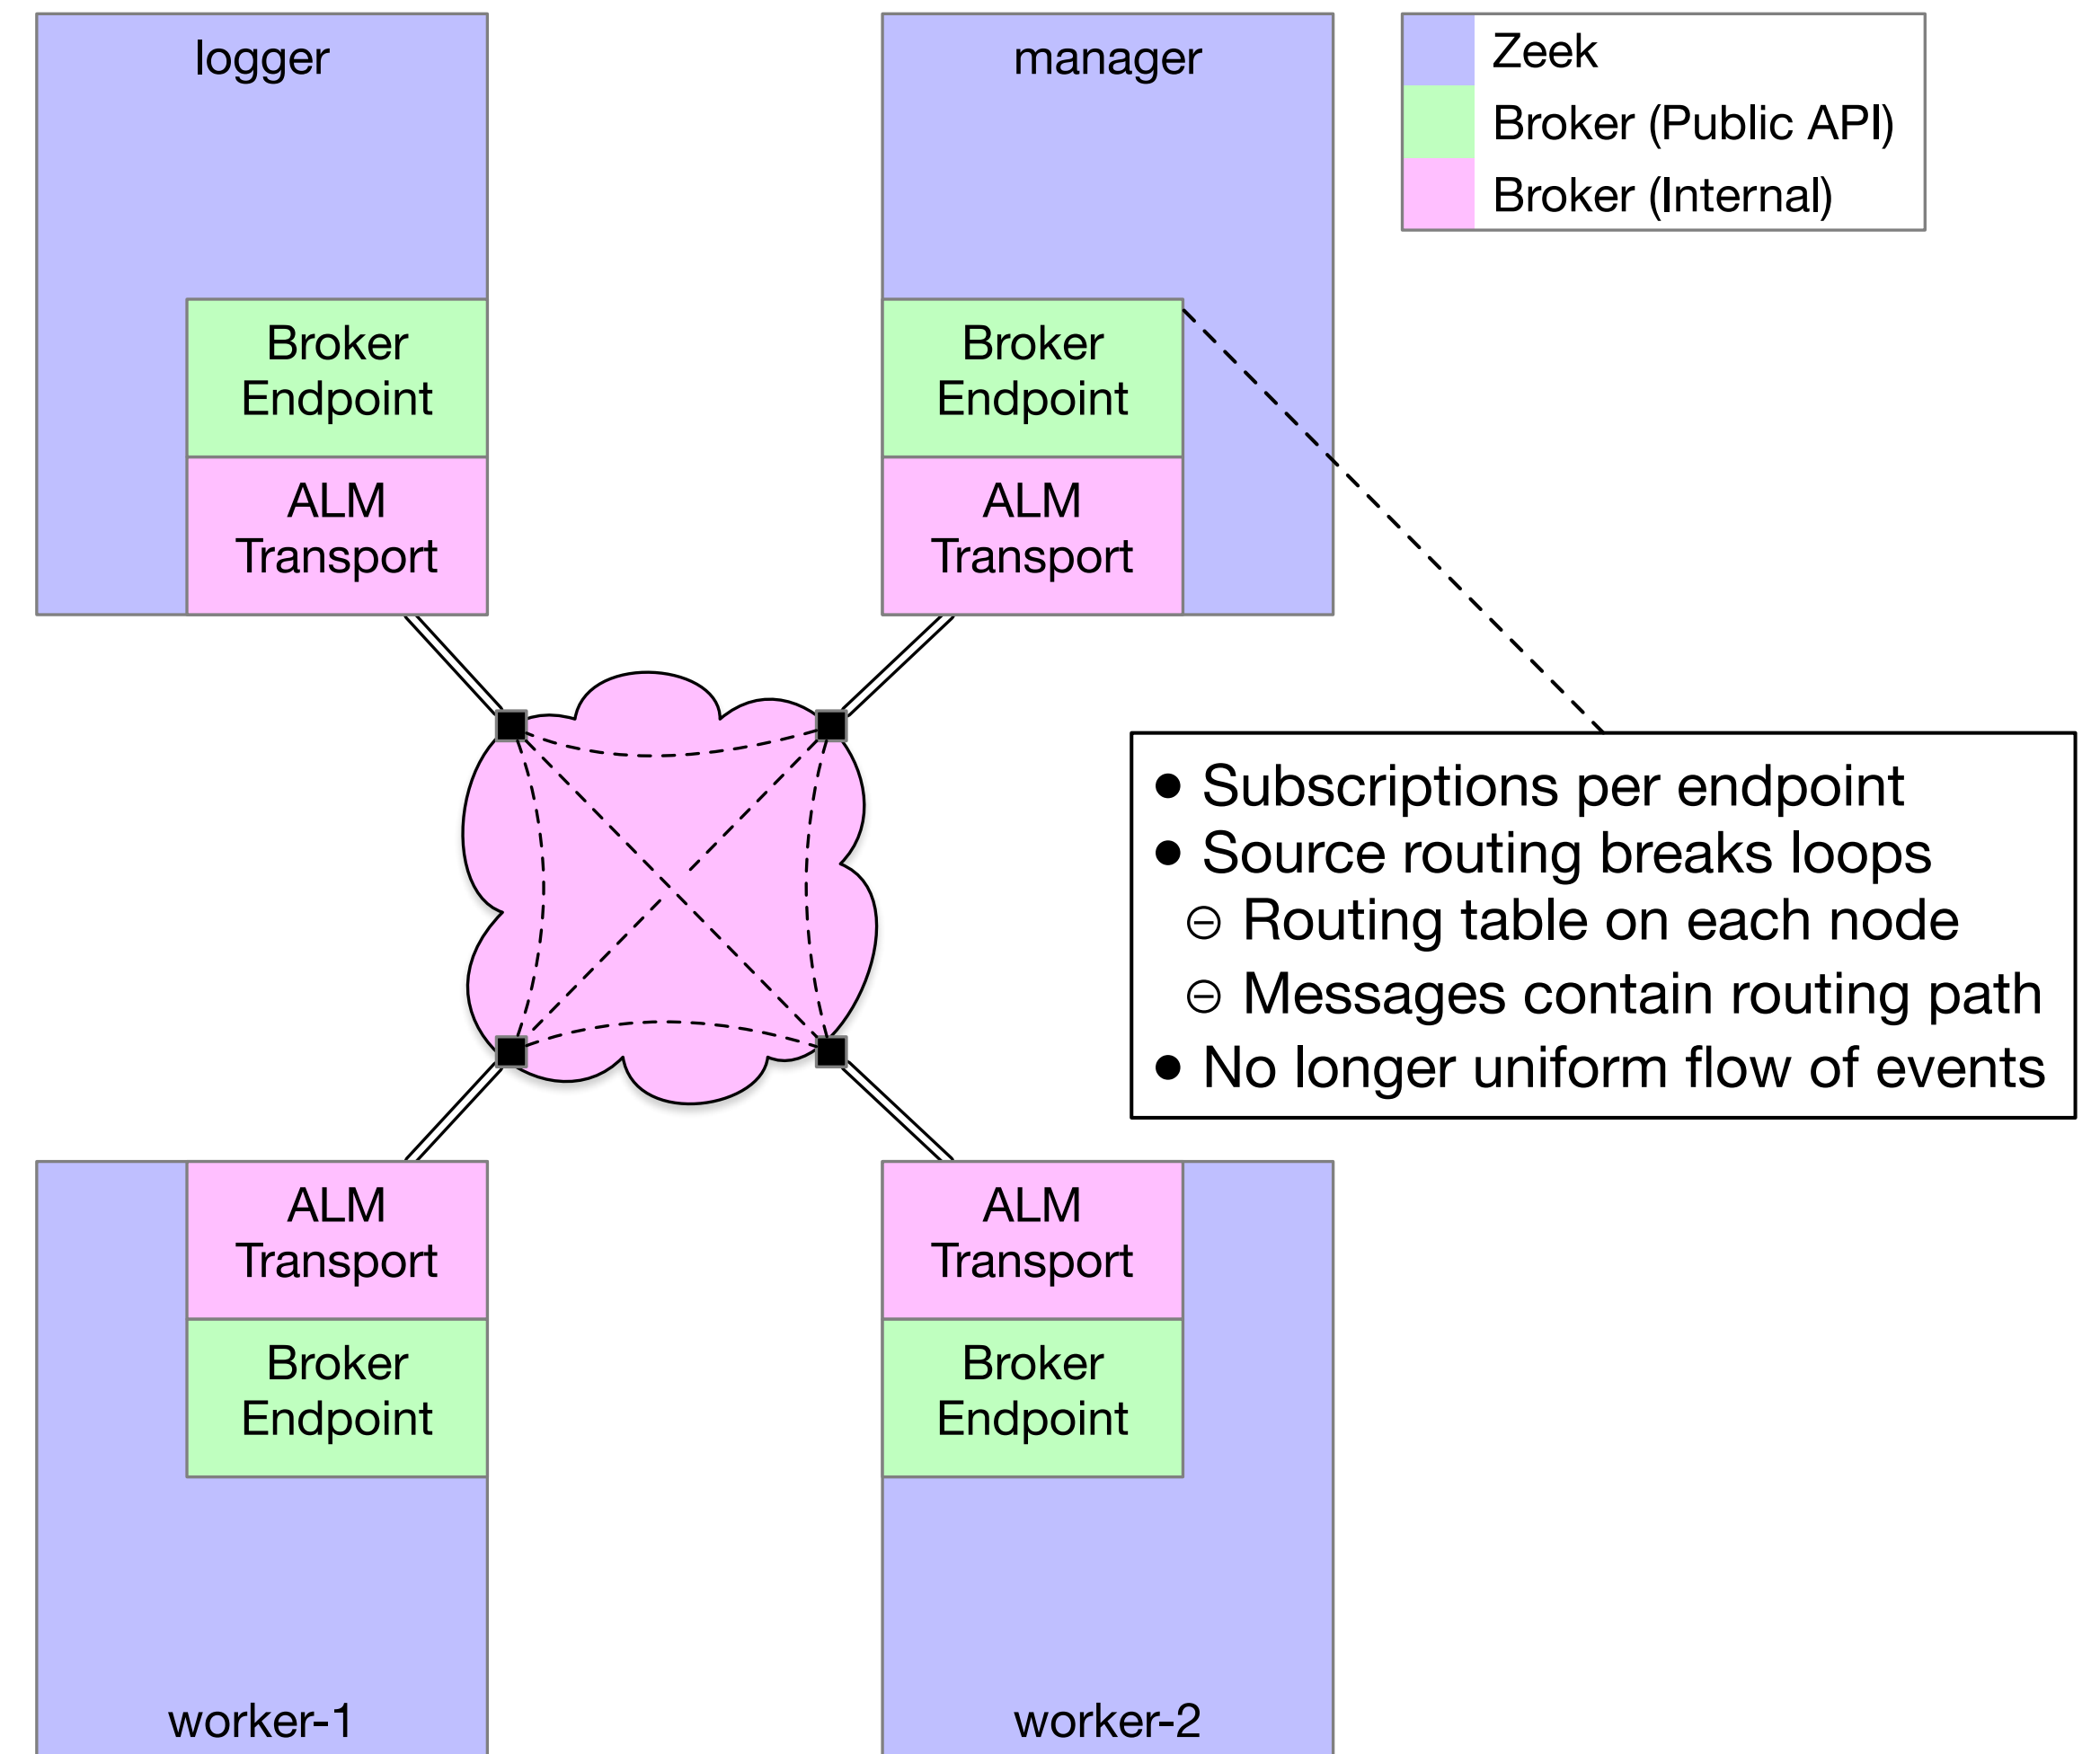 logger
manager
Zeek
Broker (Public API)
Broker (Internal)
Broker
Endpoint
ALM
Transport
Broker
Endpoint
ALM
Transport
● Subscriptions per endpoint
● Source routing breaks loops
⊖ Routing table on each node
⊖ Messages contain routing path
● No longer uniform flow of events
ALM
Transport
Broker
Endpoint
worker-1
ALM
Transport
Broker
Endpoint
worker-2